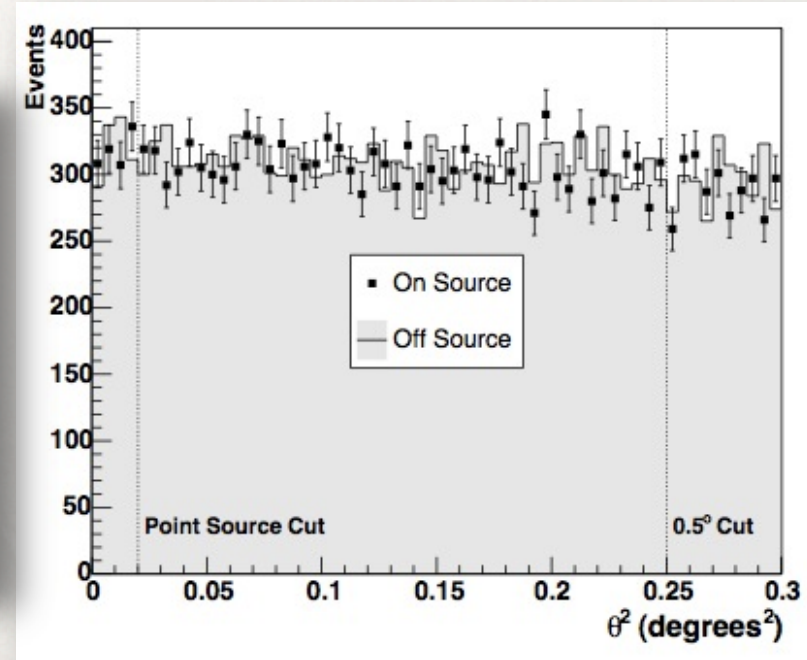 Events
400
350
300
250
200
150
100
50
0
On Source
Off Source
Point Source Cut
0.5° Cut
0 0.05 0.1 0.15 0.2 0.25 0.3
θ² (degrees²)